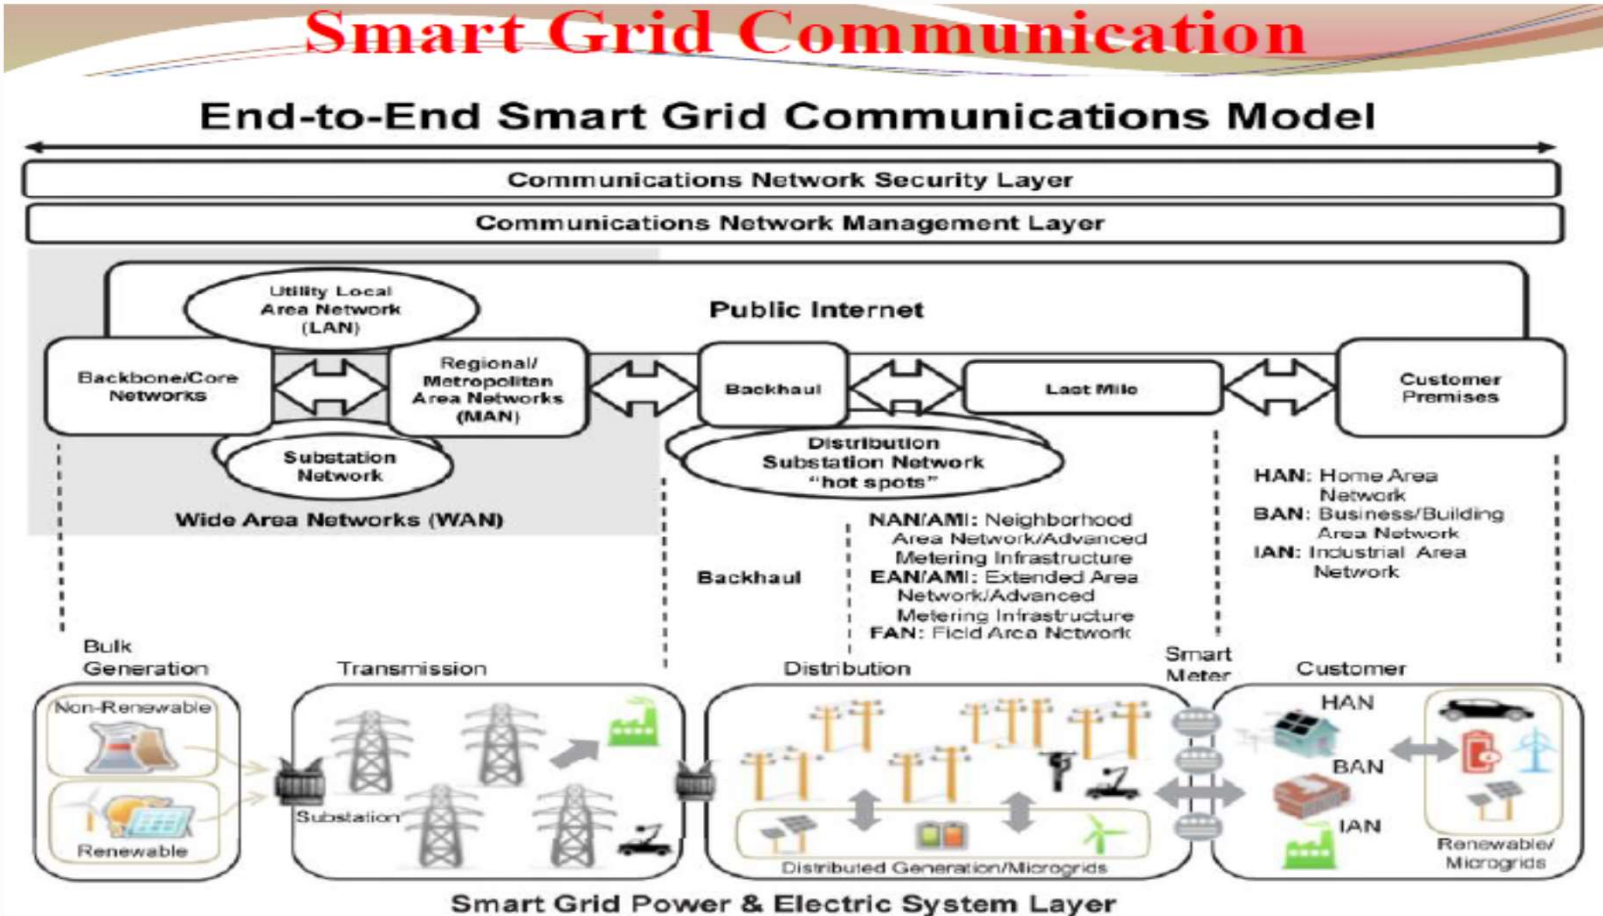 Smart Grid Communication
End-to-End Smart Grid Communications Model
Communications Network Security Layer
Communications Network Management Layer
Utility Local
Area Network
(LAN)
Public Internet
Backbone/Core
Networks
Regional/
Metropolitan
Area Networks
(MAN)
Backhaul
Last Mile
Customer
Premises
Substation
Network
Distribution
Substation Network
“hot spots”
Wide Area Networks (WAN)
Backhaul
NAN/AMI: Neighborhood
Area Network/Advanced
Metering Infrastructure
EAN/AMI: Extended Area
Network/Advanced
Metering Infrastructure
FAN: Field Area Network
HAN: Home Area
Network
BAN: Business/Building
Area Network
IAN: Industrial Area
Network
Bulk
Generation
Transmission
Distribution
Smart
Meter
Customer
Non-Renewable
Renewable
Substation
Distributed Generation/Microgrids
HAN
BAN
IAN
Renewable/
Microgrids
Smart Grid Power & Electric System Layer